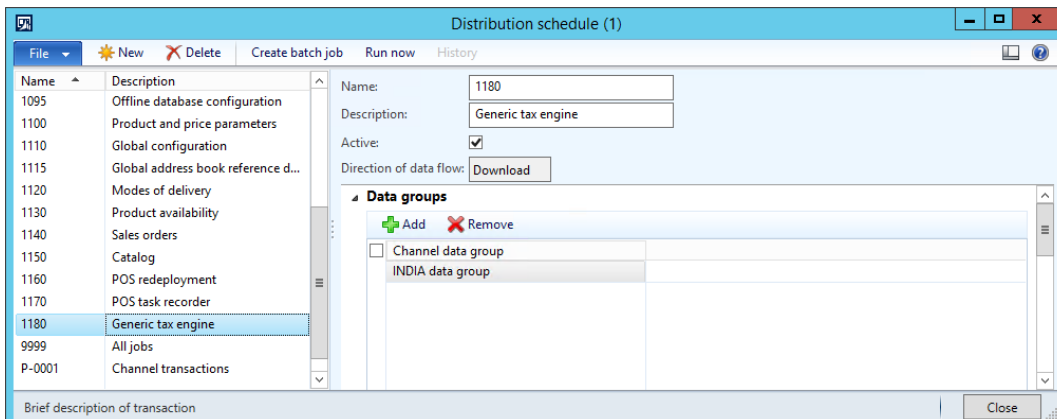 Distribution schedule (1)
File New Delete Create batch job Run now History
Name Description
1095 Offline database configuration
1100 Product and price parameters
1110 Global configuration
1115 Global address book reference d...
1120 Modes of delivery
1130 Product availability
1140 Sales orders
1150 Catalog
1160 POS redeployment
1170 POS task recorder
1180 Generic tax engine
9999 All jobs
P-0001 Channel transactions
Name: 1180
Description: Generic tax engine
Active:
Direction of data flow: Download
Data groups
Add Remove
Channel data group
INDIA data group
Brief description of transaction
Close